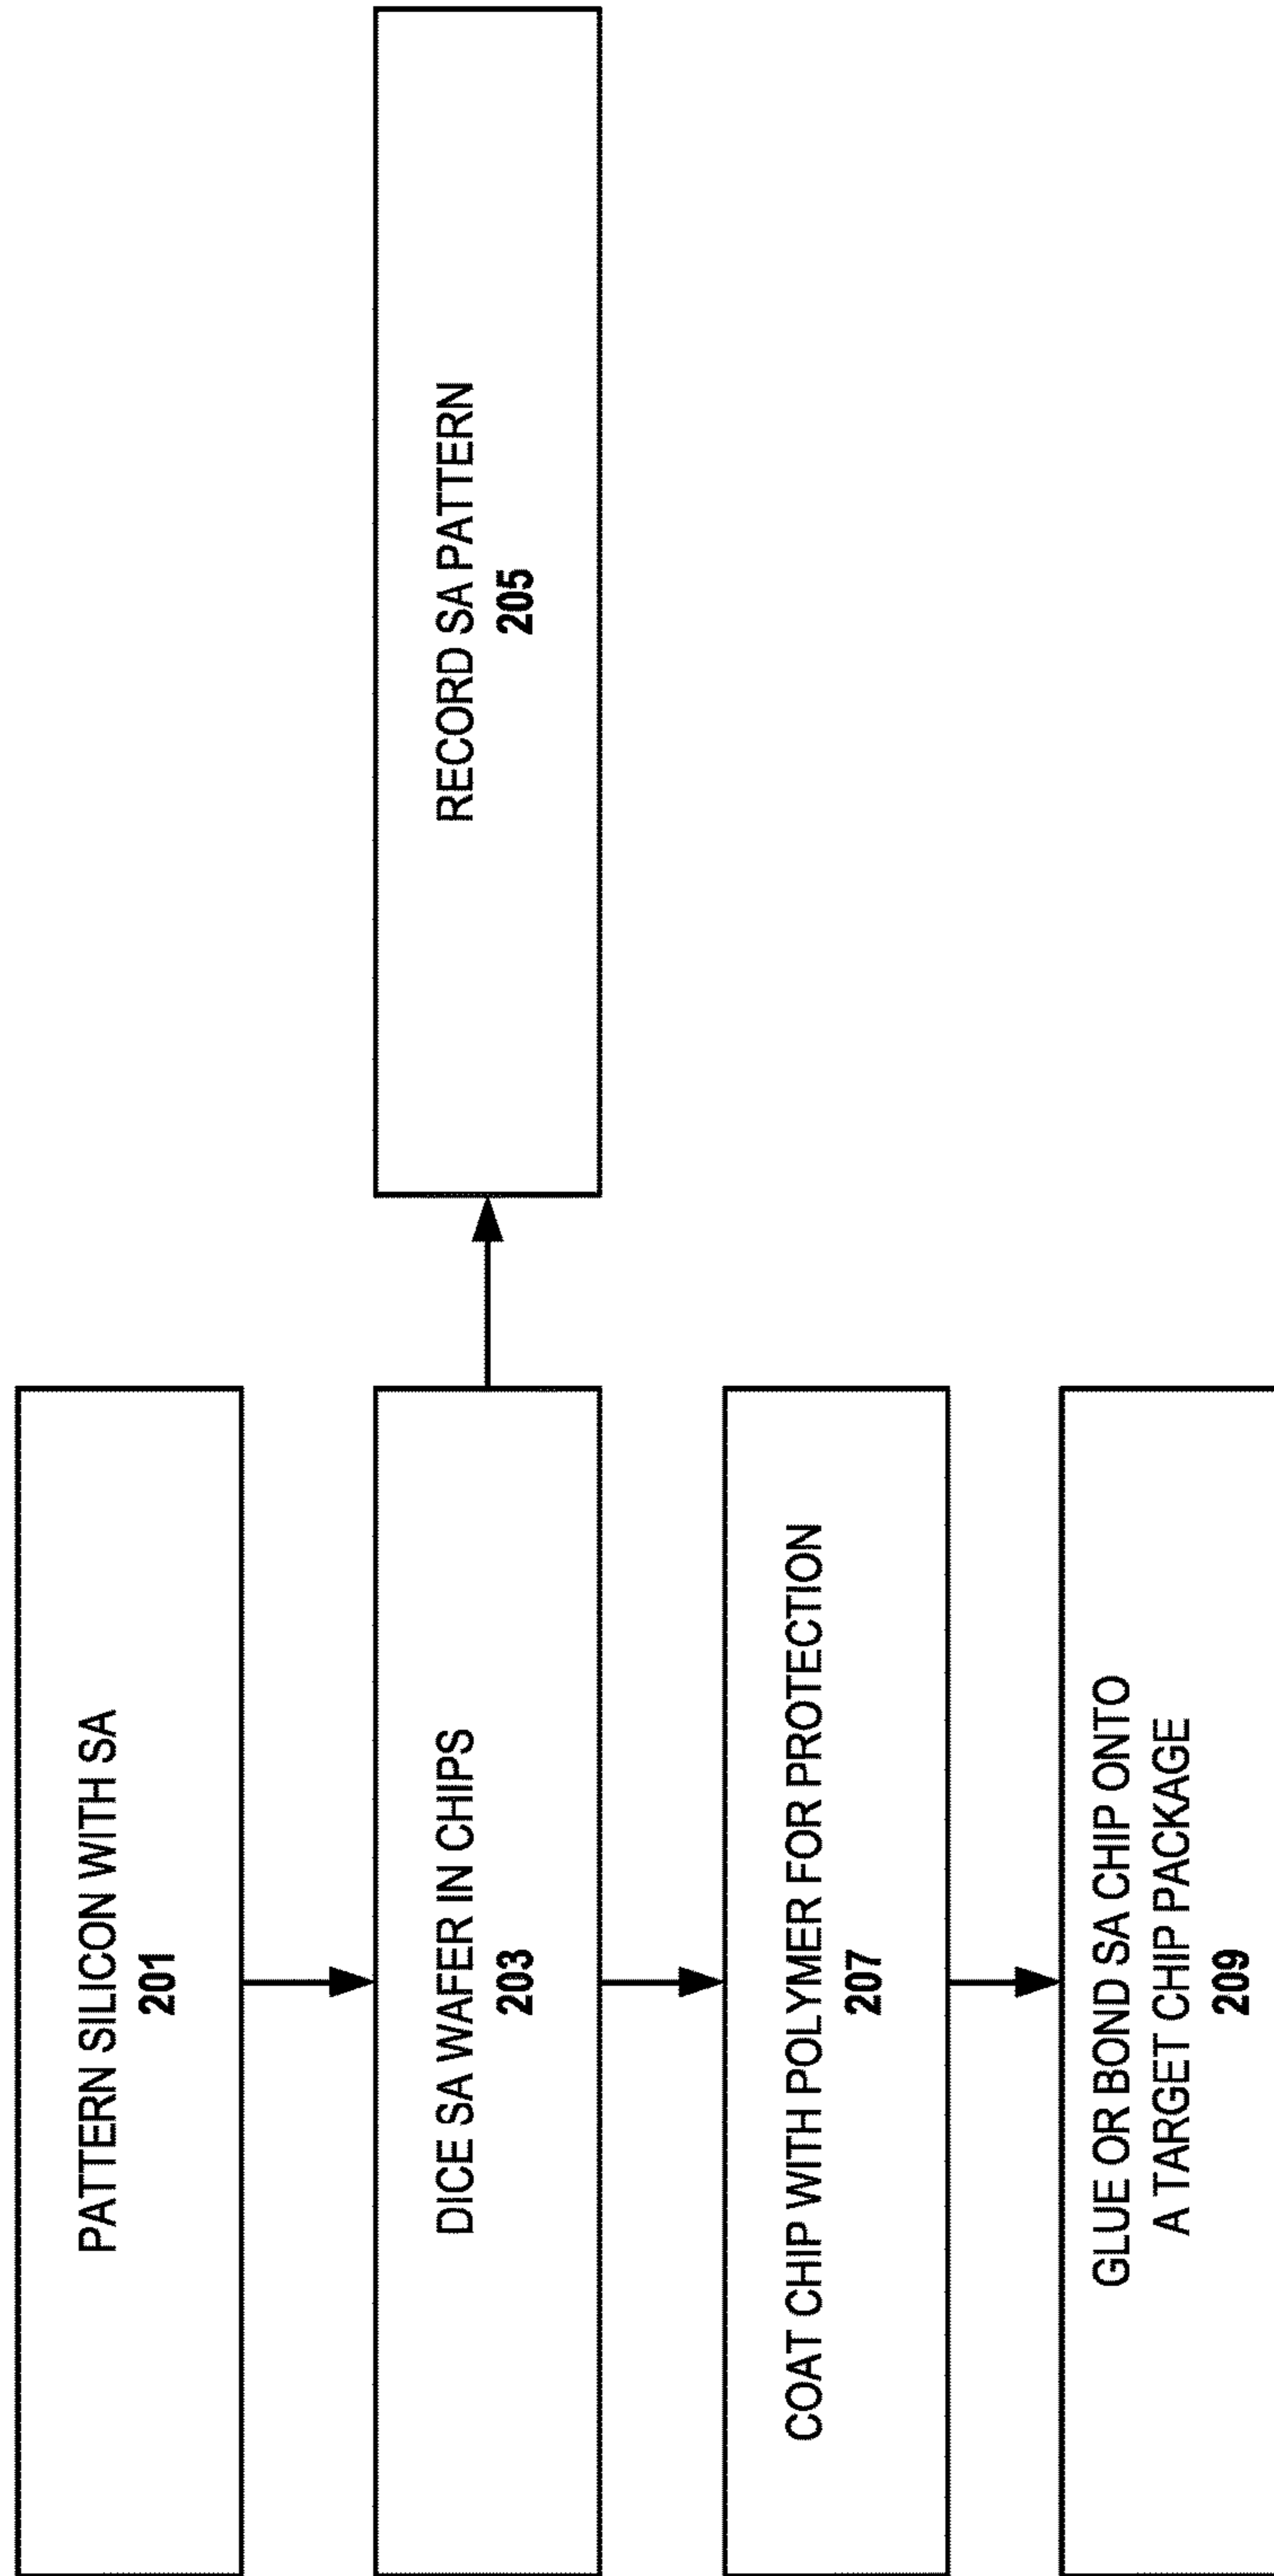 PATTERN SILICON WITH SA
201
DICE SA WAFER IN CHIPS
203
RECORD SA PATTERN
205
COAT CHIP WITH POLYMER FOR PROTECTION
207
GLUE OR BOND SA CHIP ONTO
A TARGET CHIP PACKAGE
209